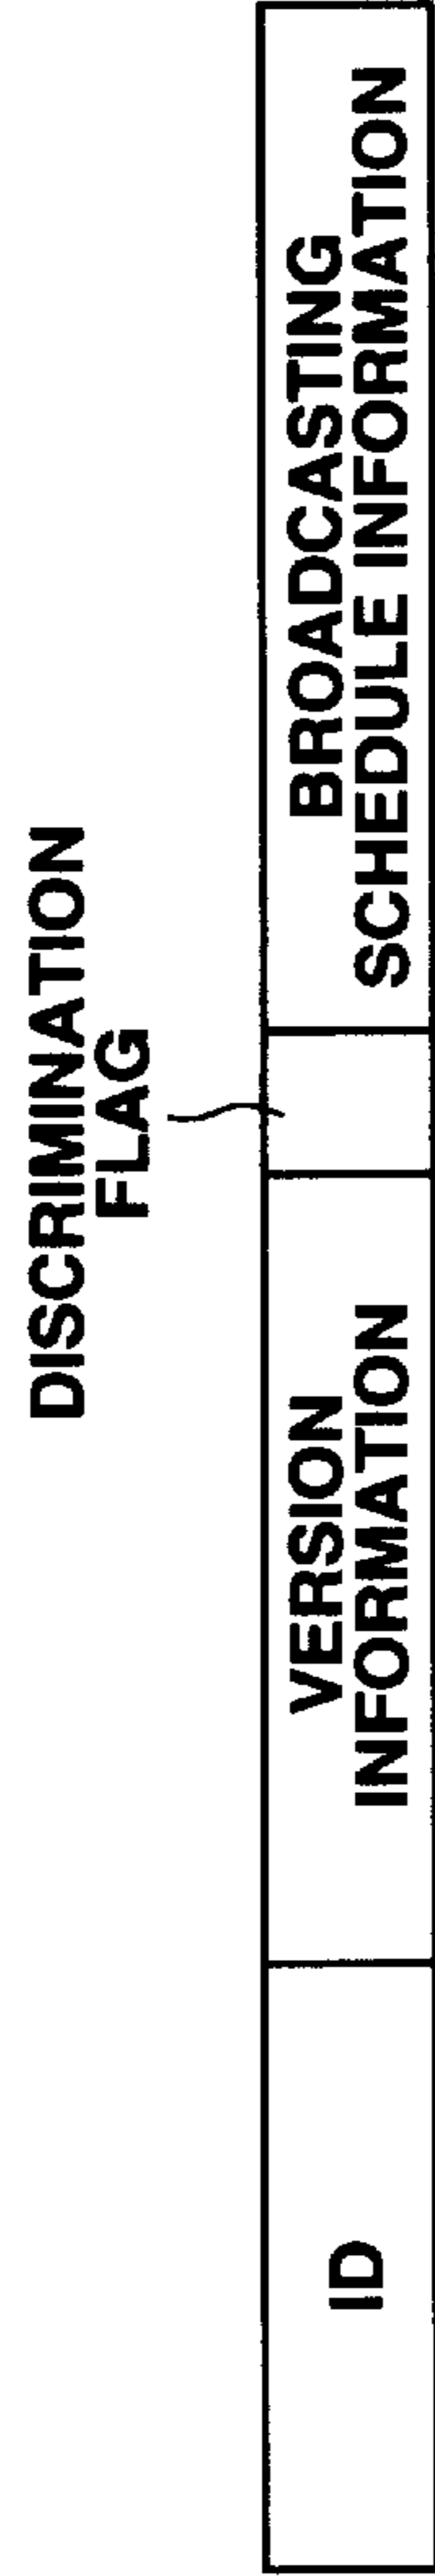 DISCRIMINATION
FLAG
ID
VERSION
INFORMATION
BROADCASTING
SCHEDULE INFORMATION